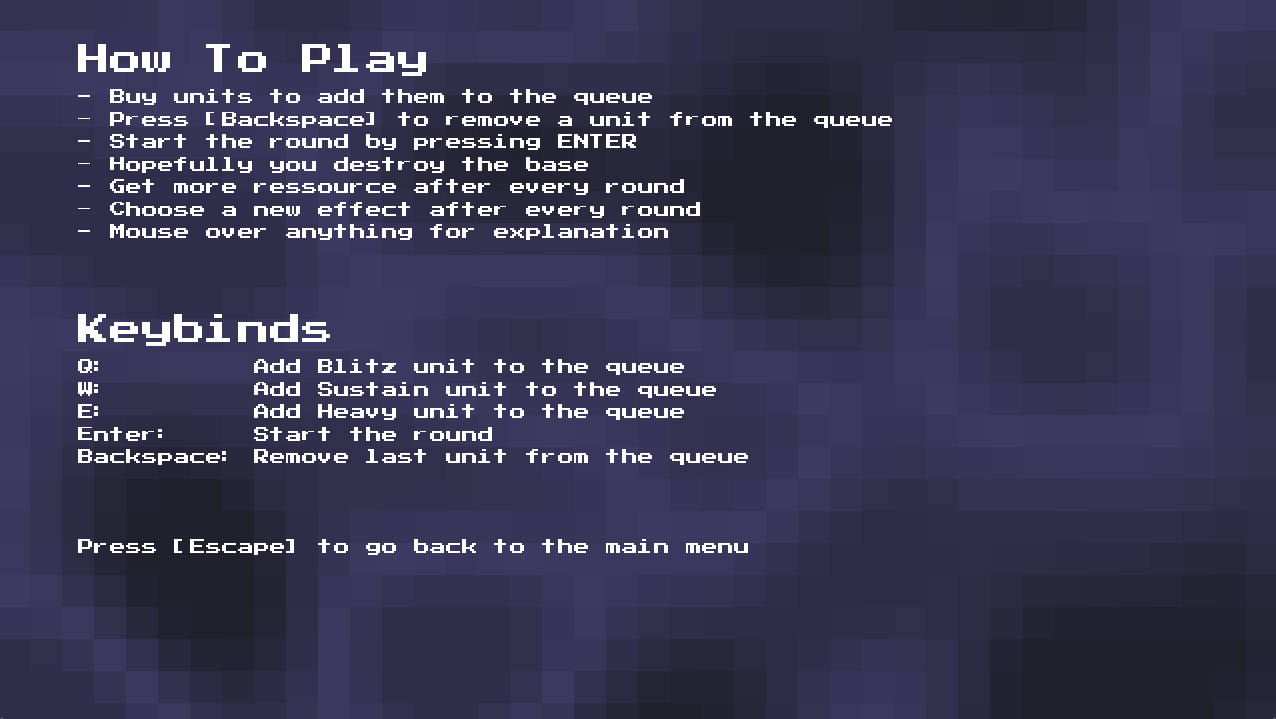 How To Play
- Buy units to add them to the queue
- Press [Backspace] to remove a unit from the queue
- Start the round by pressing ENTER
- Hopefully you destroy the base
- Get more ressource after every round
- Choose a new effect after every round
- Mouse over anything for explanation
Keybinds
Q: Add Blitz unit to the queue
W: Add Sustain unit to the queue
E: Add Heavy unit to the queue
Enter: Start the round
Backspace: Remove last unit from the queue
Press [Escape] to go back to the main menu